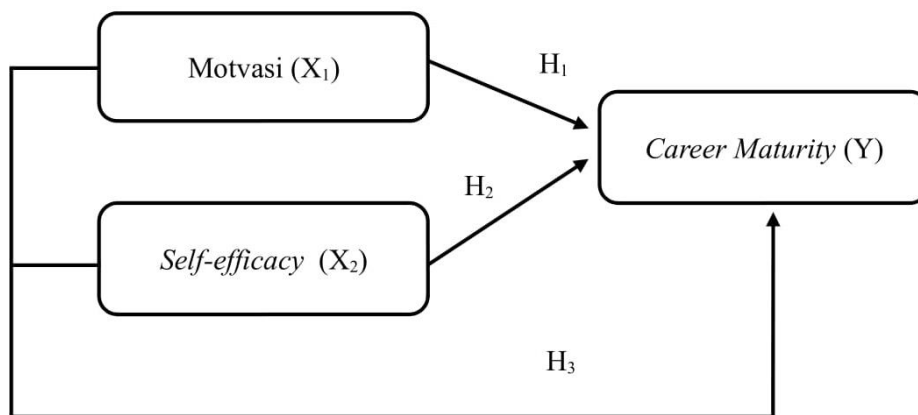 Motvasi (X₁)
H₁
Career Maturity (Y)
H₂
Self-efficacy (X₂)
H₃